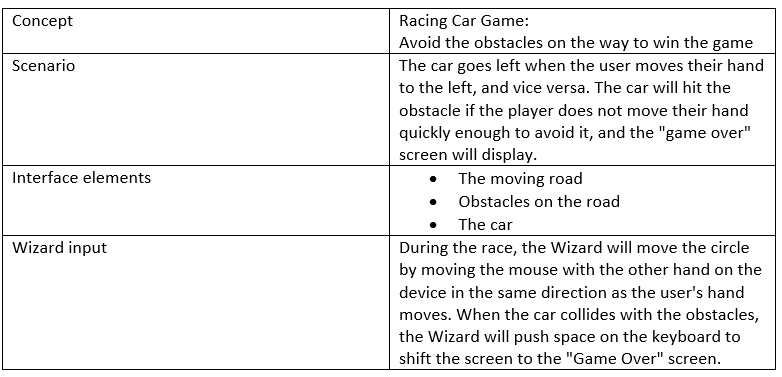 Concept
Racing Car Game:
Avoid the obstacles on the way to win the game
Scenario
The car goes left when the user moves their hand
to the left, and vice versa. The car will hit the
obstacle if the player does not move their hand
quickly enough to avoid it, and the "game over"
screen will display.
Interface elements
• The moving road
• Obstacles on the road
• The car
Wizard input
During the race, the Wizard will move the circle
by moving the mouse with the other hand on the
device in the same direction as the user's hand
moves. When the car collides with the obstacles,
the Wizard will push space on the keyboard to
shift the screen to the "Game Over" screen.